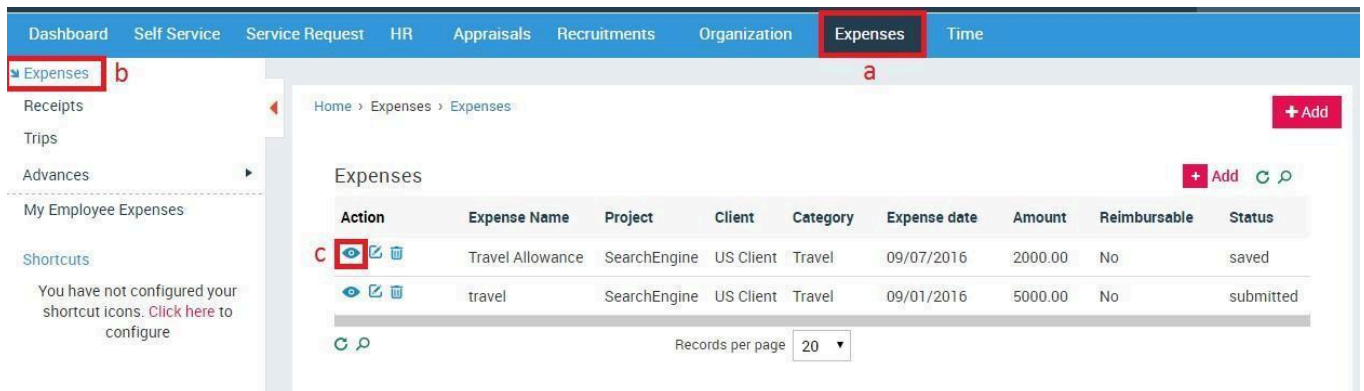 Dashboard Self Service Service Request HR Appraisals Recruitments Organization Expenses Time
a
Expenses b
Receipts
Trips
Advances
My Employee Expenses
Shortcuts
You have not configured your
shortcut icons. Click here to
configure
Home › Expenses › Expenses
+ Add
Expenses
+ Add
Action Expense Name Project Client Category Expense date Amount Reimbursable Status
c Travel Allowance SearchEngine US Client Travel 09/07/2016 2000.00 No saved
travel SearchEngine US Client Travel 09/01/2016 5000.00 No submitted
Records per page 20